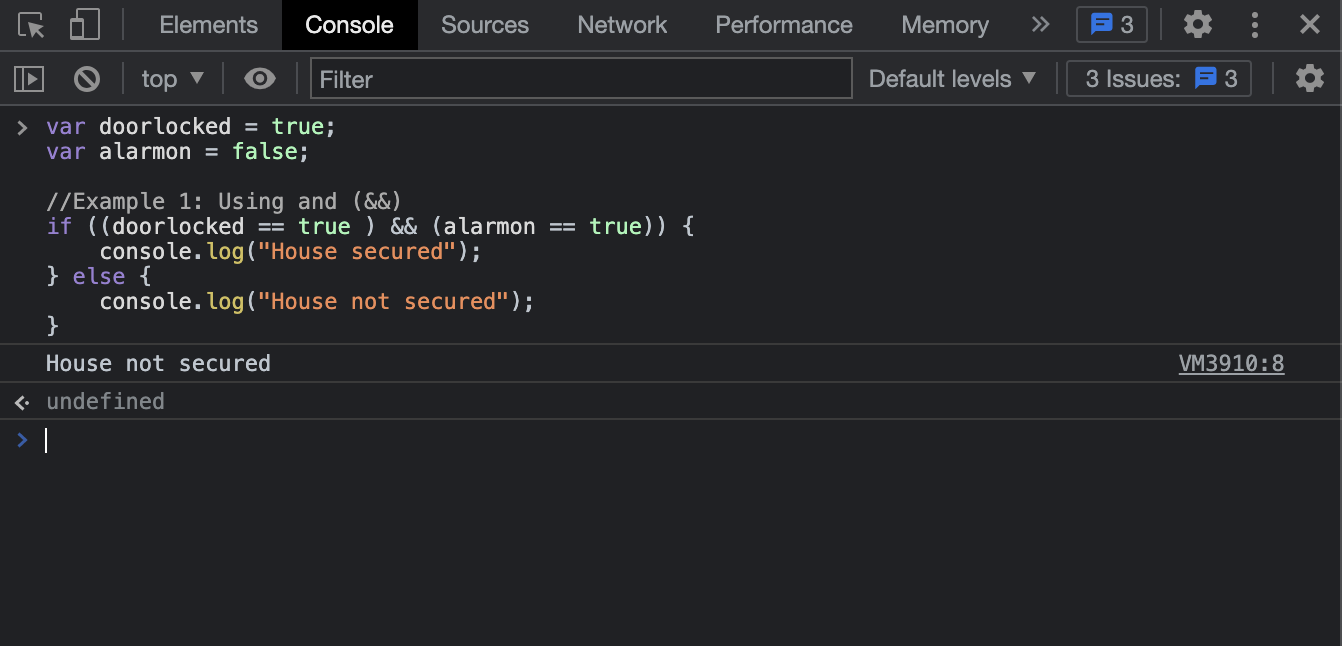 Elements Console Sources Network Performance Memory » 3
top ▼ Filter Default levels ▼ 3 Issues: 3
> var doorlocked = true;
var alarmon = false;
//Example 1: Using and (&&)
if ((doorlocked == true ) && (alarmon == true)) {
    console.log("House secured");
} else {
    console.log("House not secured");
}
House not secured VM3910:8
undefined
>